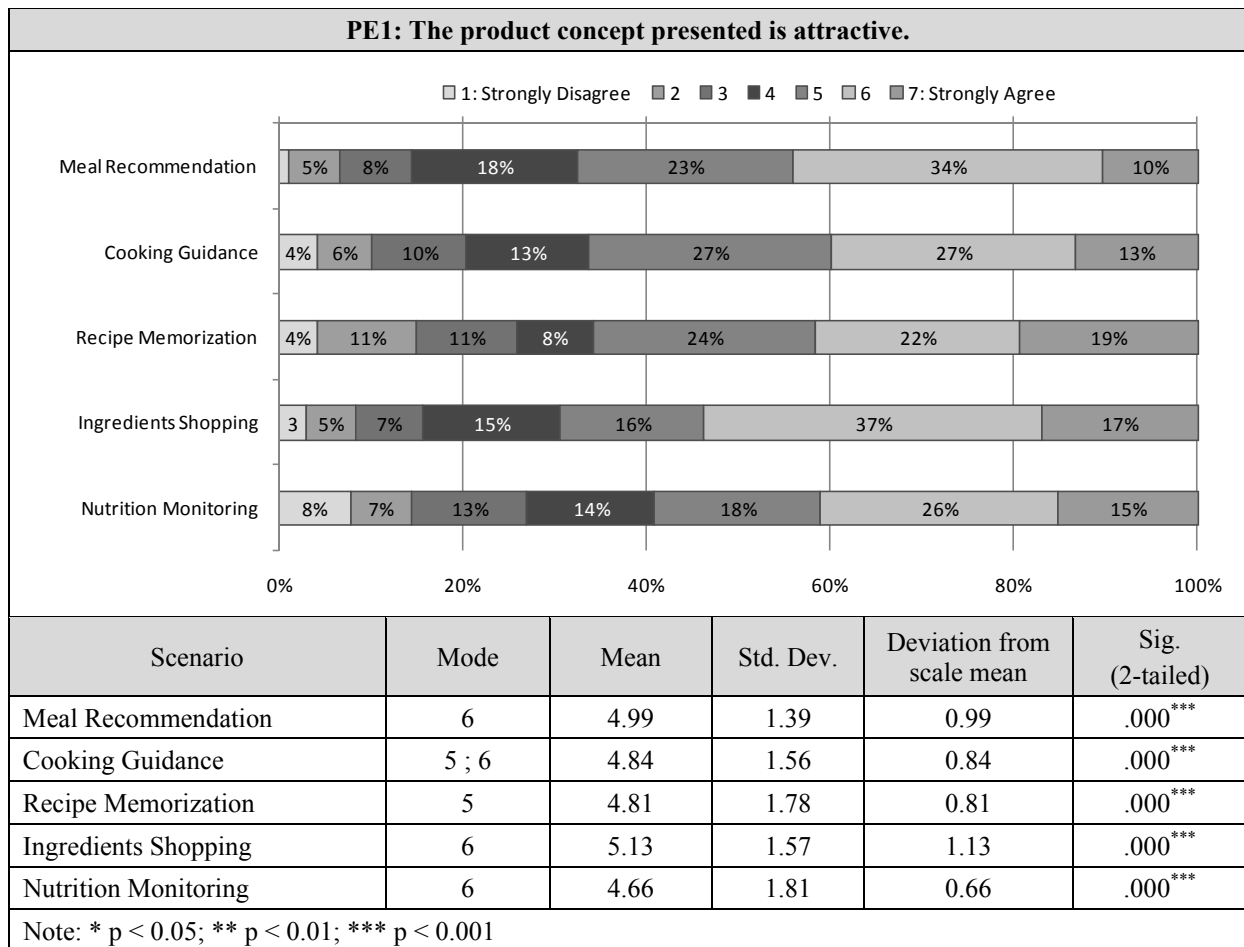 PE1: The product concept presented is attractive.
1: Strongly Disagree 2 3 4 5 6 7: Strongly Agree
Meal Recommendation 5% 8% 18% 23% 34% 10%
Cooking Guidance 4% 6% 10% 13% 27% 27% 13%
Recipe Memorization 4% 11% 11% 8% 24% 22% 19%
Ingredients Shopping 3 5% 7% 15% 16% 37% 17%
Nutrition Monitoring 8% 7% 13% 14% 18% 26% 15%
0% 20% 40% 60% 80% 100%
Scenario Mode Mean Std. Dev. Deviation from scale mean Sig. (2-tailed)
Meal Recommendation 6 4.99 1.39 0.99 .000***
Cooking Guidance 5 ; 6 4.84 1.56 0.84 .000***
Recipe Memorization 5 4.81 1.78 0.81 .000***
Ingredients Shopping 6 5.13 1.57 1.13 .000***
Nutrition Monitoring 6 4.66 1.81 0.66 .000***
Note: * p < 0.05; ** p < 0.01; *** p < 0.001